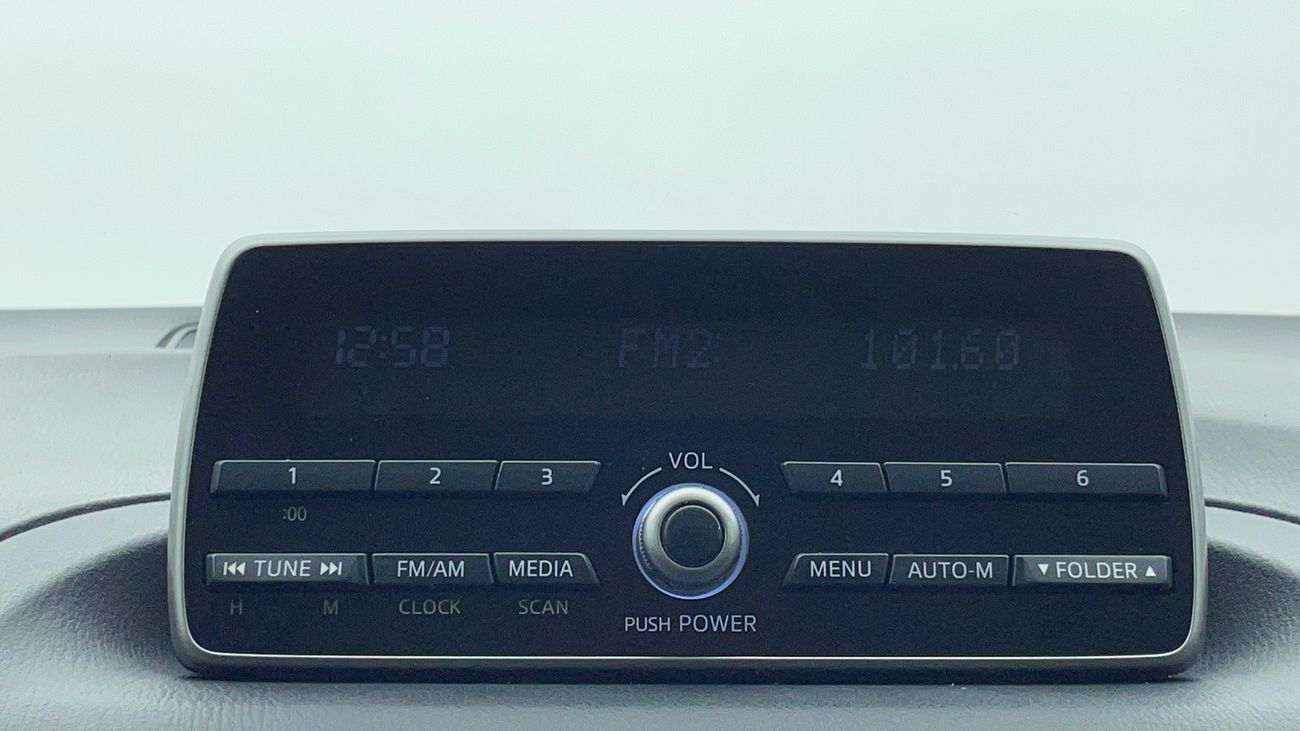 12:58 FM2 101.60
VOL
1 2 3 4 5 6
:00
⏮ TUNE ⏭ FM/AM MEDIA MENU AUTO-M ▼ FOLDER ▲
H M CLOCK SCAN
PUSH POWER